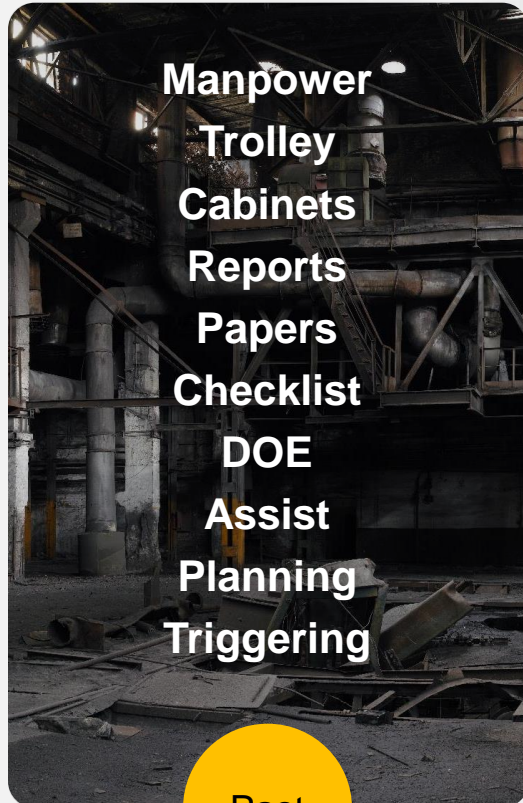 Manpower
Trolley
Cabinets
Reports
Papers
Checklist
DOE
Assist
Planning
Triggering